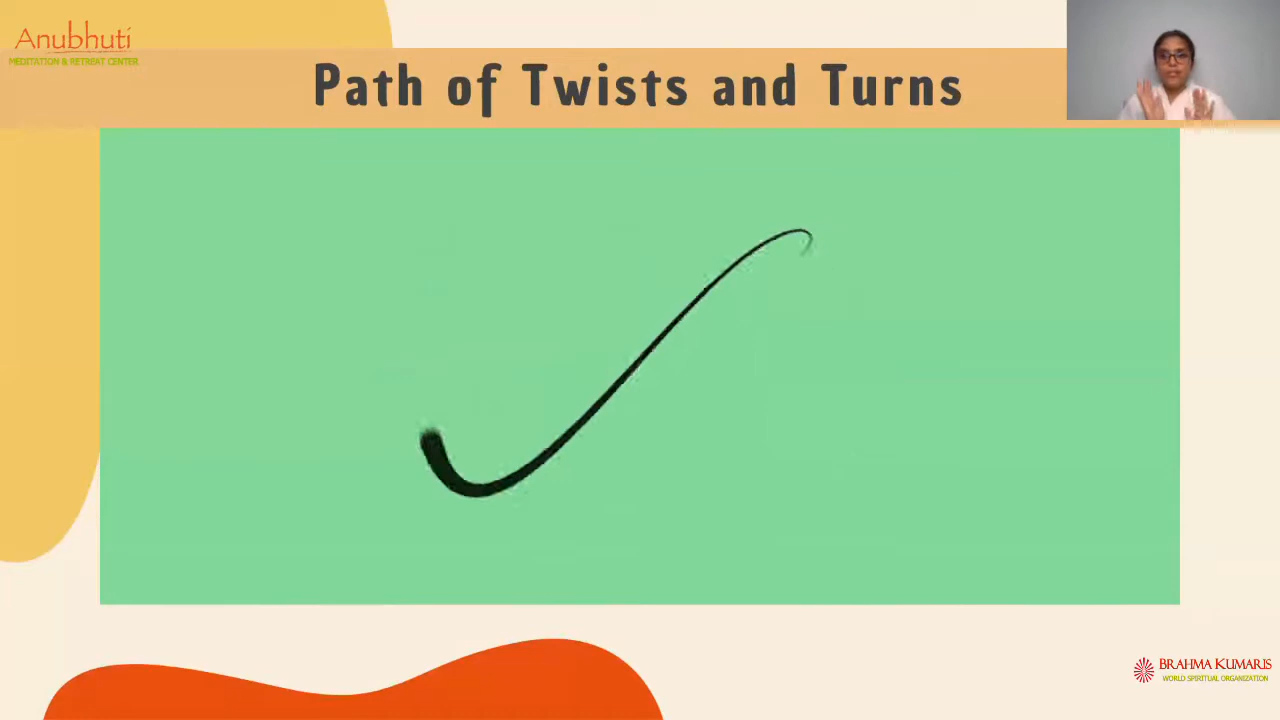 Anubhuti
MEDITATION & RETREAT CENTER
Path of Twists and Turns
BRAHMA KUMARIS
WORLD SPIRITUAL ORGANIZATION